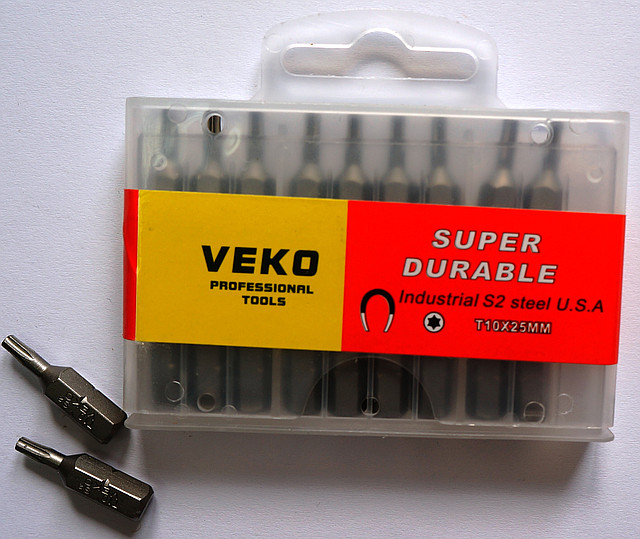 VEKO
PROFESSIONAL
TOOLS
SUPER
DURABLE
Industrial S2 steel U.S.A
T10X25MM